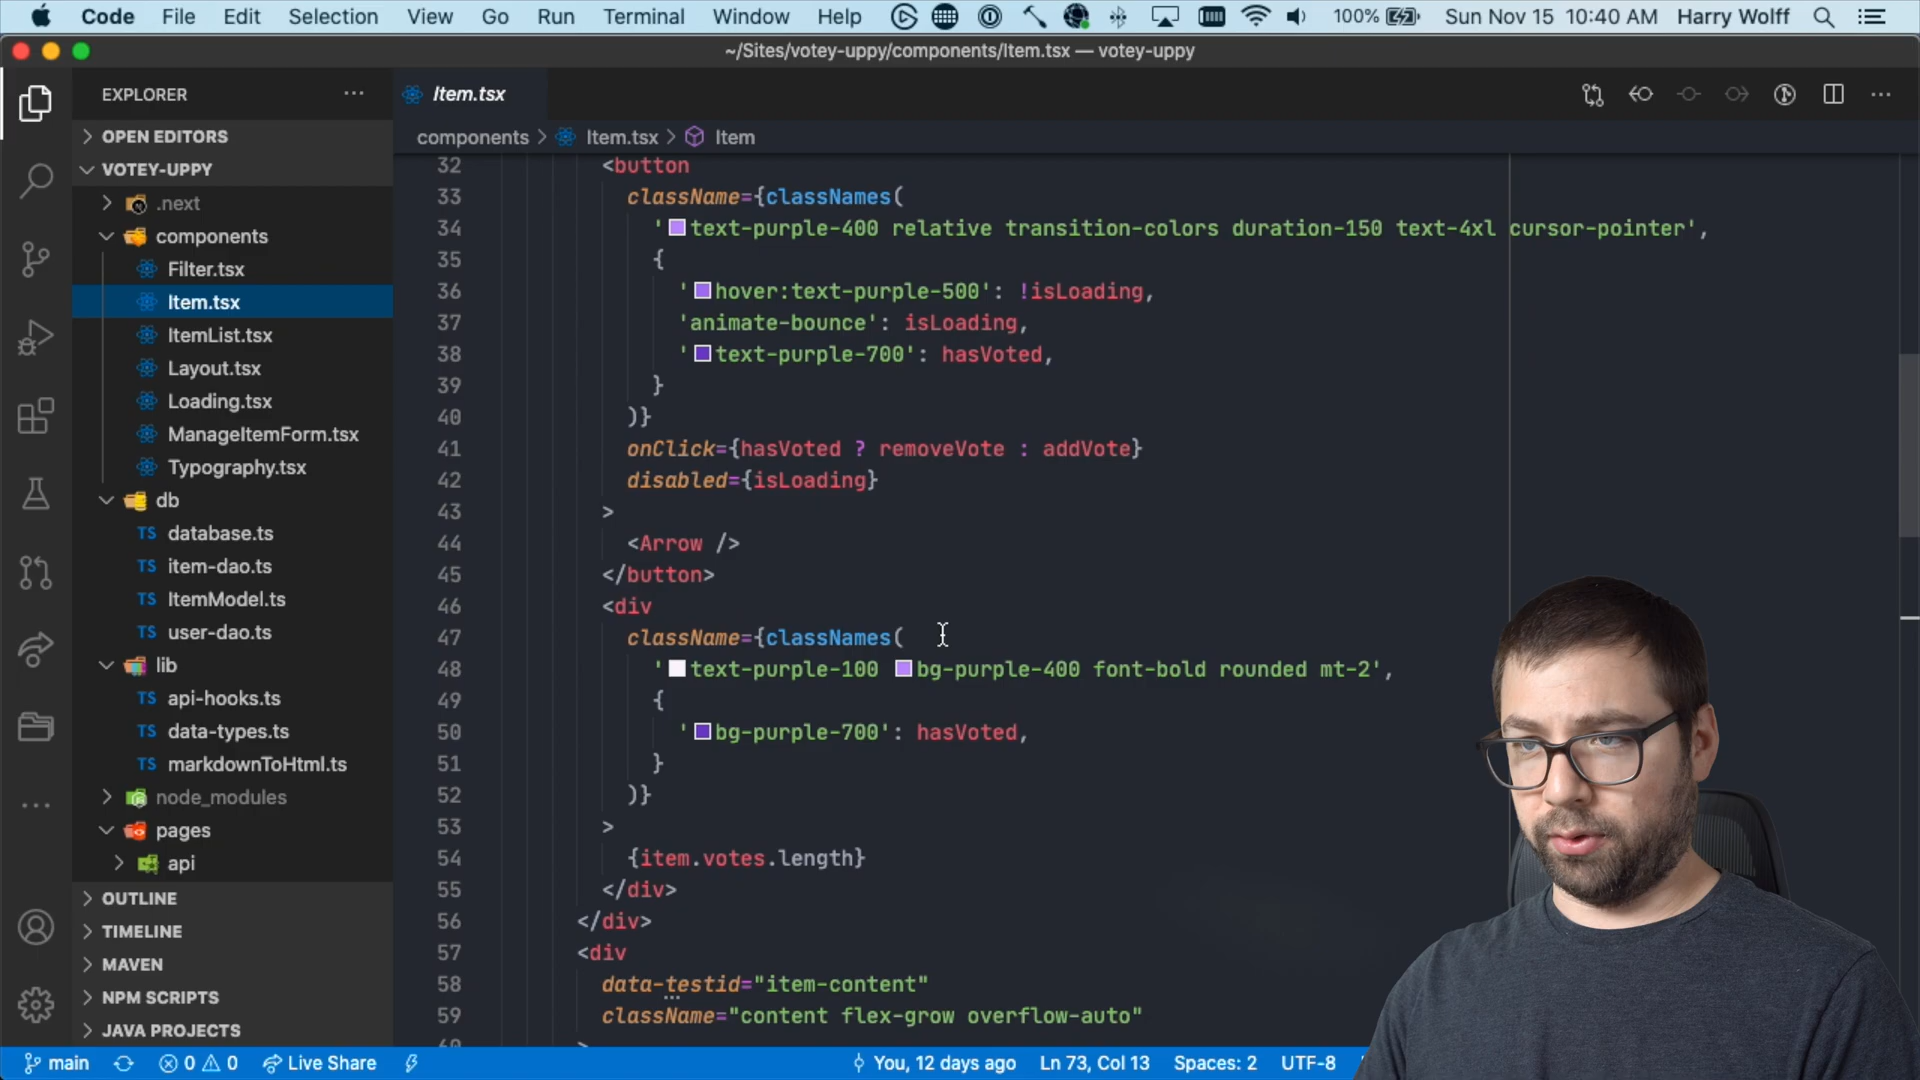 Code File Edit Selection View Go Run Terminal Window Help 100% Sun Nov 15 10:40 AM Harry Wolff
~/Sites/votey-uppy/components/Item.tsx — votey-uppy
EXPLORER
OPEN EDITORS
VOTEY-UPPY
.next
components
Filter.tsx
Item.tsx
ItemList.tsx
Layout.tsx
Loading.tsx
ManageItemForm.tsx
Typography.tsx
db
TS database.ts
TS item-dao.ts
TS ItemModel.ts
TS user-dao.ts
lib
TS api-hooks.ts
TS data-types.ts
TS markdownToHtml.ts
node_modules
pages
api
OUTLINE
TIMELINE
MAVEN
NPM SCRIPTS
JAVA PROJECTS
Item.tsx
components > Item.tsx > Item
32 <button
33 className={classNames(
34 'text-purple-400 relative transition-colors duration-150 text-4xl cursor-pointer',
35 {
36 'hover:text-purple-500': !isLoading,
37 'animate-bounce': isLoading,
38 'text-purple-700': hasVoted,
39 }
40 )}
41 onClick={hasVoted ? removeVote : addVote}
42 disabled={isLoading}
43 >
44 <Arrow />
45 </button>
46 <div
47 className={classNames(
48 'text-purple-100 bg-purple-400 font-bold rounded mt-2',
49 {
50 'bg-purple-700': hasVoted,
51 }
52 )}
53 >
54 {item.votes.length}
55 </div>
56 </div>
57 <div
58 data-testid="item-content"
59 className="content flex-grow overflow-auto"
60 >
main 0 0 Live Share You, 12 days ago Ln 73, Col 13 Spaces: 2 UTF-8